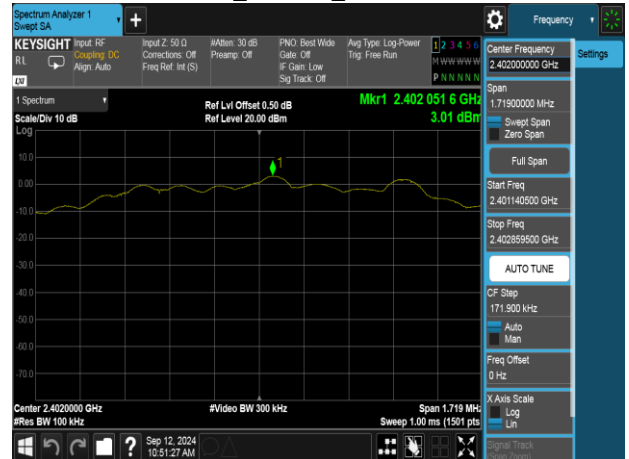 Spectrum Analyzer 1
Swept SA
+
Frequency
KEYSIGHT
RL
LXI
Input: RF
Coupling: DC
Align: Auto
Input Z: 50 Ω
Corrections: Off
Freq Ref: Int (S)
#Atten: 30 dB
Preamp: Off
PNO: Best Wide
Gate: Off
IF Gain: Low
Sig Track: Off
Avg Type: Log-Power
Trig: Free Run
1 2 3 4 5 6
M W W W W W
P N N N N N
Center Frequency
2.402000000 GHz
Settings
Span
1.71900000 MHz
Swept Span
Zero Span
Full Span
Start Freq
2.401140500 GHz
Stop Freq
2.402859500 GHz
AUTO TUNE
CF Step
171.900 kHz
Auto
Man
Freq Offset
0 Hz
X Axis Scale
Log
Lin
Signal Track
(Span Zoom)
1 Spectrum
Scale/Div 10 dB
Log
Ref Lvl Offset 0.50 dB
Ref Level 20.00 dBm
Mkr1 2.402 051 6 GHz
3.01 dBm
1
10.0
0.00
-10.0
-20.0
-30.0
-40.0
-50.0
-60.0
-70.0
Center 2.4020000 GHz
#Res BW 100 kHz
#Video BW 300 kHz
Span 1.719 MHz
Sweep 1.00 ms (1501 pts
?
Sep 12, 2024
10:51:27 AM